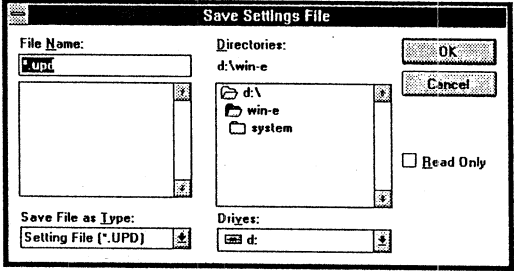 Save Settings File
File Name:
*.upd
Directories:
d:\win-e
d:\
win-e
system
OK
Cancel
Read Only
Save File as Type:
Setting File (*.UPD)
Drives:
d: